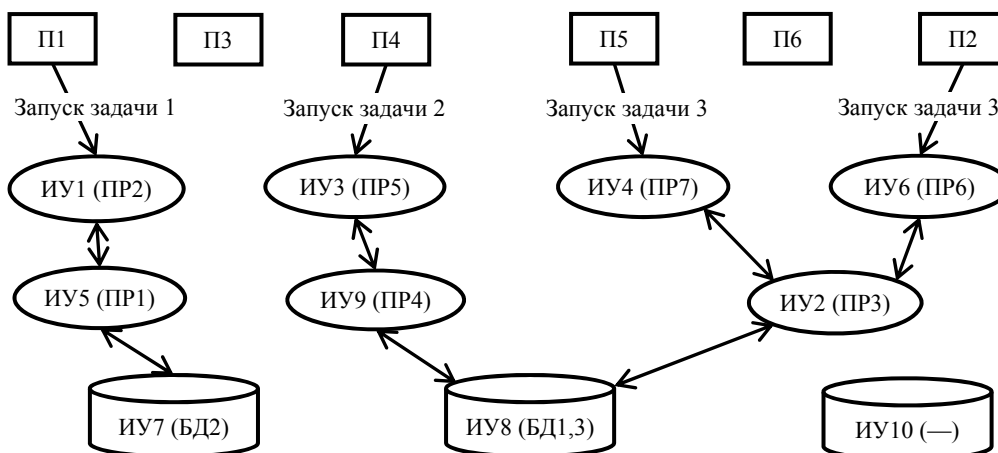 П1
П3
П4
П5
П6
П2
Запуск задачи 1
Запуск задачи 2
Запуск задачи 3
Запуск задачи 3
ИУ1 (ПР2)
ИУ3 (ПР5)
ИУ4 (ПР7)
ИУ6 (ПР6)
ИУ5 (ПР1)
ИУ9 (ПР4)
ИУ2 (ПР3)
ИУ7 (БД2)
ИУ8 (БД1,3)
ИУ10 (—)